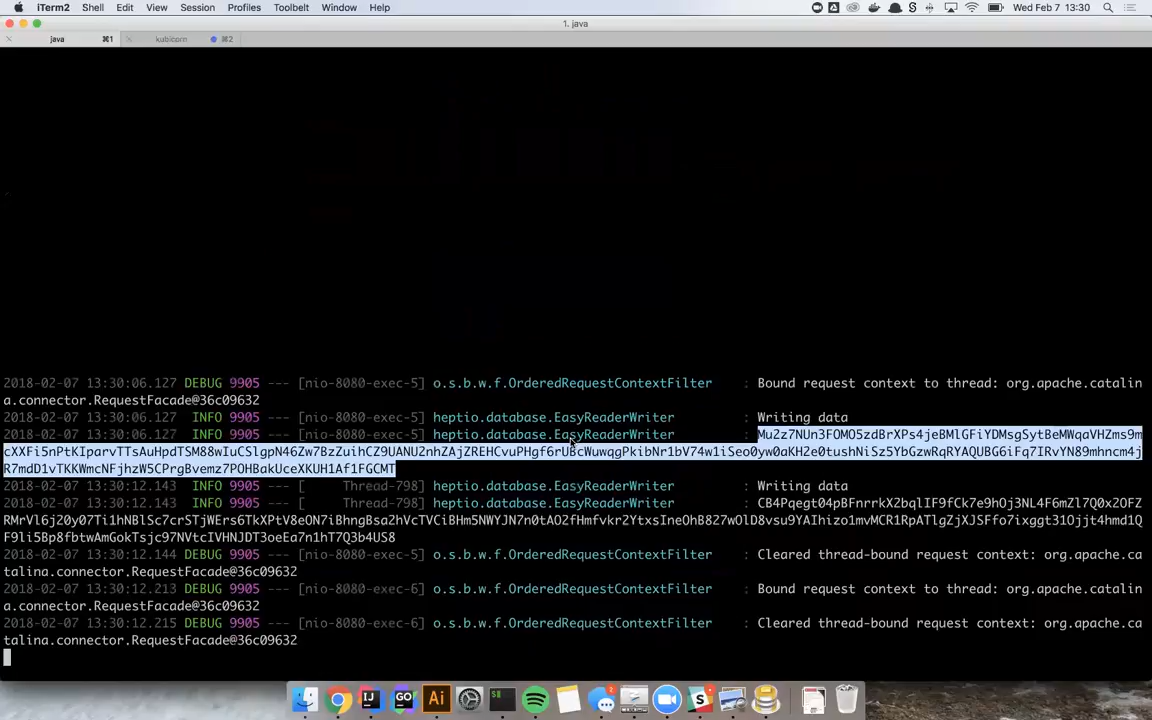 iTerm2 Shell Edit View Session Profiles Toolbelt Window Help Wed Feb 7 13:30
1. java
java ⌘1 kubicorn ⌘2
2018-02-07 13:30:06.127 DEBUG 9905 --- [nio-8080-exec-5] o.s.b.w.f.OrderedRequestContextFilter : Bound request context to thread: org.apache.catalin
a.connector.RequestFacade@36c09632
2018-02-07 13:30:06.127 INFO 9905 --- [nio-8080-exec-5] heptio.database.EasyReaderWriter : Writing data
2018-02-07 13:30:06.127 INFO 9905 --- [nio-8080-exec-5] heptio.database.EasyReaderWriter : Mu2z7NUn3FOMO5zdBrXPs4jeBMlGFiYDMsgSytBeMWqaVHZms9m
cXXFi5nPtKIparvTTsAuHpdTSM88wIuCSlgpN46Zw7BzZuihCZ9UANU2nhZAjZREHCvuPHgf6rUBcWuwqgPkibNr1bV74w1iSeo0yw0aKH2e0tushNiSz5YbGzwRqRYAQUBG6iFq7IRvYN89mhncm4j
R7mdD1vTKKWmcNFjhzW5CPrgBvemz7POHBakUceXKUH1Af1FGCMT
2018-02-07 13:30:12.143 INFO 9905 --- [ Thread-798] heptio.database.EasyReaderWriter : Writing data
2018-02-07 13:30:12.143 INFO 9905 --- [ Thread-798] heptio.database.EasyReaderWriter : CB4Pqegt04pBFnrrkX2bqlIF9fCk7e9hOj3NL4F6mZl7Q0x2OFZ
RMrVl6j20y07Ti1hNBlSc7crSTjWErs6TkXPtV8eON7iBhngBsa2hVcTVCiBHm5NWYJN7n0tAO2fHmfvkr2YtxsIneOhB827wOlD8vsu9YAIhizo1mvMCR1RpATlgZjXJSFfo7ixggt31Ojjt4hmd1Q
F9li5Bp8fbtwAmGokTsjc97NVtcIVHNJDT3oeEa7n1hT7Q3b4US8
2018-02-07 13:30:12.144 DEBUG 9905 --- [nio-8080-exec-5] o.s.b.w.f.OrderedRequestContextFilter : Cleared thread-bound request context: org.apache.ca
talina.connector.RequestFacade@36c09632
2018-02-07 13:30:12.213 DEBUG 9905 --- [nio-8080-exec-6] o.s.b.w.f.OrderedRequestContextFilter : Bound request context to thread: org.apache.catalin
a.connector.RequestFacade@36c09632
2018-02-07 13:30:12.215 DEBUG 9905 --- [nio-8080-exec-6] o.s.b.w.f.OrderedRequestContextFilter : Cleared thread-bound request context: org.apache.ca
talina.connector.RequestFacade@36c09632